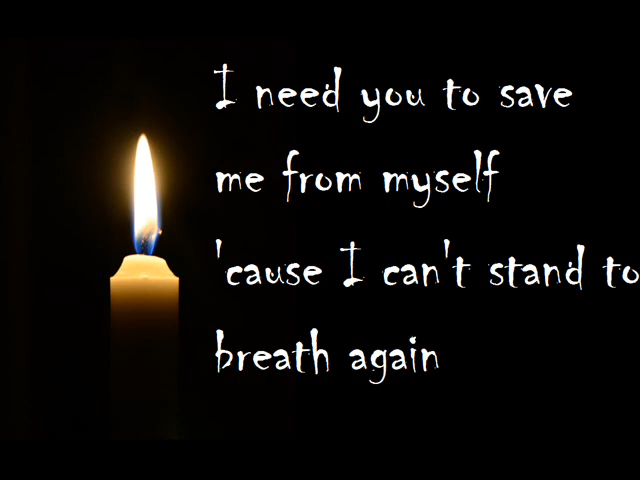 I need you to save
me from myself
'cause I can't stand to
breath again